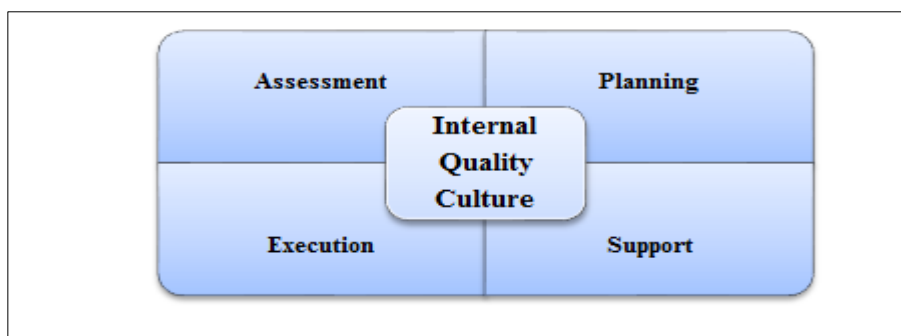 Assessment
Planning
Internal
Quality
Culture
Execution
Support